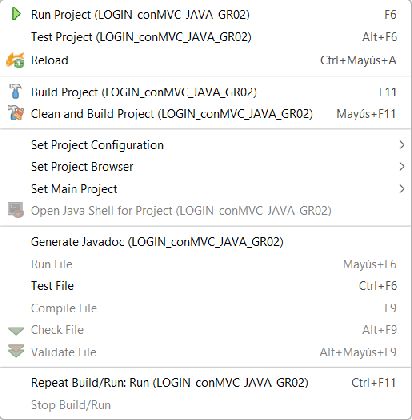 Run Project (LOGIN_conMVC_JAVA_GR02) F6
Test Project (LOGIN_conMVC_JAVA_GR02) Alt+F6
Reload Ctrl+Mayús+A
Build Project (LOGIN_conMVC_JAVA_GR02) F11
Clean and Build Project (LOGIN_conMVC_JAVA_GR02) Mayús+F11
Set Project Configuration
Set Project Browser
Set Main Project
Open Java Shell for Project (LOGIN_conMVC_JAVA_GR02)
Generate Javadoc (LOGIN_conMVC_JAVA_GR02)
Run File Mayús+F6
Test File Ctrl+F6
Compile File F9
Check File Alt+F9
Validate File Alt+Mayús+F9
Repeat Build/Run: Run (LOGIN_conMVC_JAVA_GR02) Ctrl+F11
Stop Build/Run